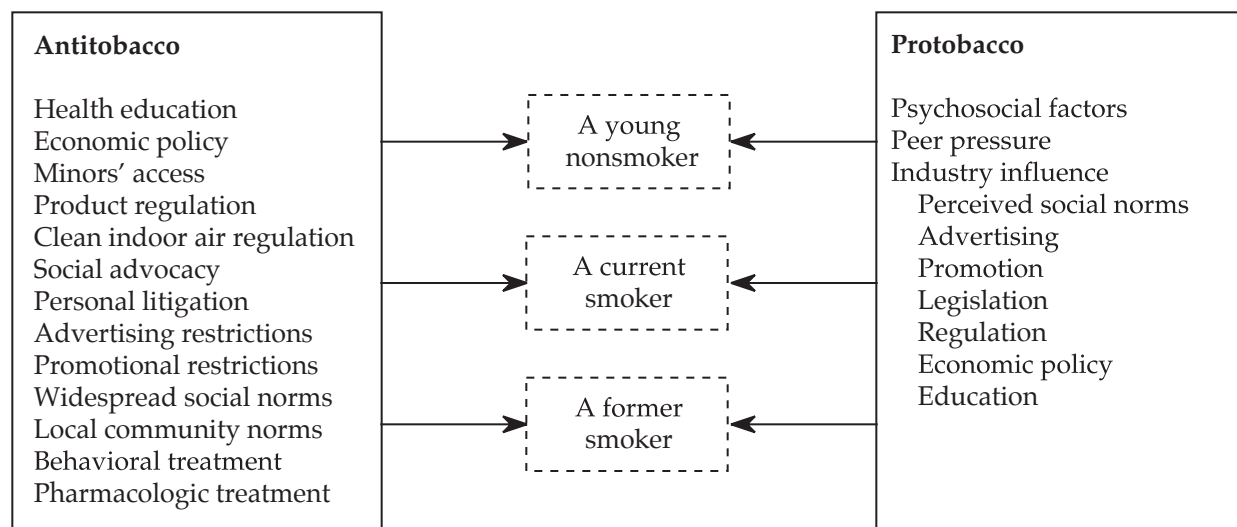 Antitobacco
Health education
Economic policy
Minors’ access
Product regulation
Clean indoor air regulation
Social advocacy
Personal litigation
Advertising restrictions
Promotional restrictions
Widespread social norms
Local community norms
Behavioral treatment
Pharmacologic treatment
A young
nonsmoker
A current
smoker
A former
smoker
Protobacco
Psychosocial factors
Peer pressure
Industry influence
Perceived social norms
Advertising
Promotion
Legislation
Regulation
Economic policy
Education